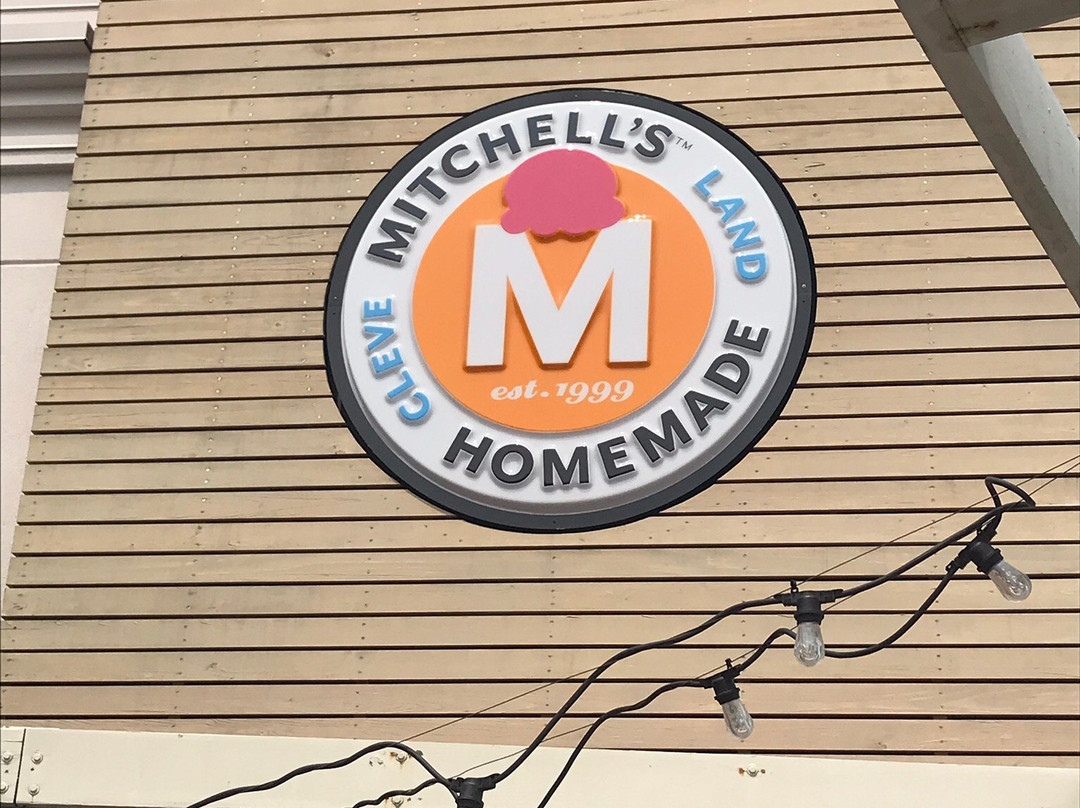 MITCHELL'S™
CLEVE LAND
M
est. 1999
HOMEMADE